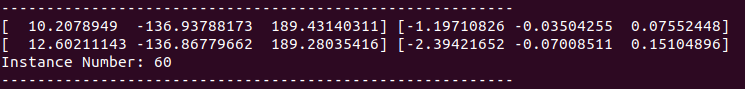 --------------------------------------------------------
[  10.2078949  -136.93788173  189.43140311] [-1.19710826 -0.03504255  0.07552448]
[  12.60211143 -136.86779662  189.28035416] [-2.39421652 -0.07008511  0.15104896]
Instance Number: 60
--------------------------------------------------------